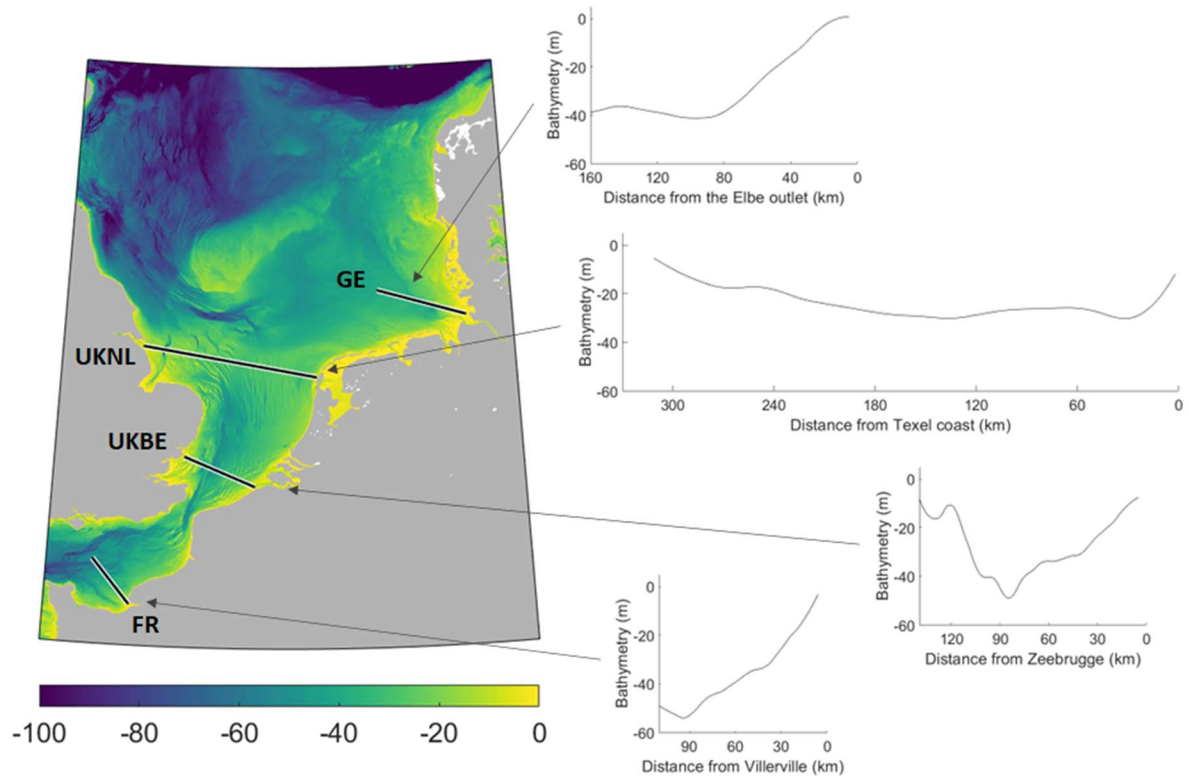 GE
UKNL
UKBE
FR
-100 -80 -60 -40 -20 0
Bathymetry (m)
0
-20
-40
-60
160 120 80 40 0
Distance from the Elbe outlet (km)
Bathymetry (m)
0
-20
-40
-60
300 240 180 120 60 0
Distance from Texel coast (km)
Bathymetry (m)
0
-20
-40
-60
120 90 60 30 0
Distance from Zeebrugge (km)
Bathymetry (m)
0
-20
-40
-60
90 60 30 0
Distance from Villerville (km)